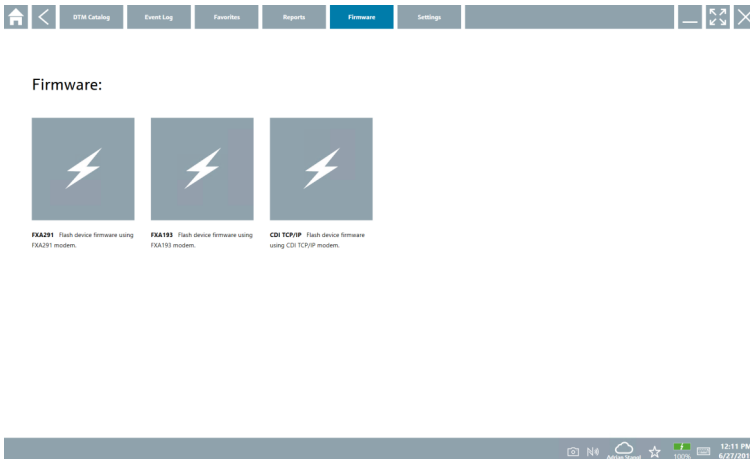 DTM Catalog
Event Log
Favorites
Reports
Firmware
Settings
Firmware:
FXA291 Flash device firmware using
FXA291 modem.
FXA193 Flash device firmware using
FXA193 modem.
CDI TCP/IP Flash device firmware
using CDI TCP/IP modem.
100%
12:11 PM